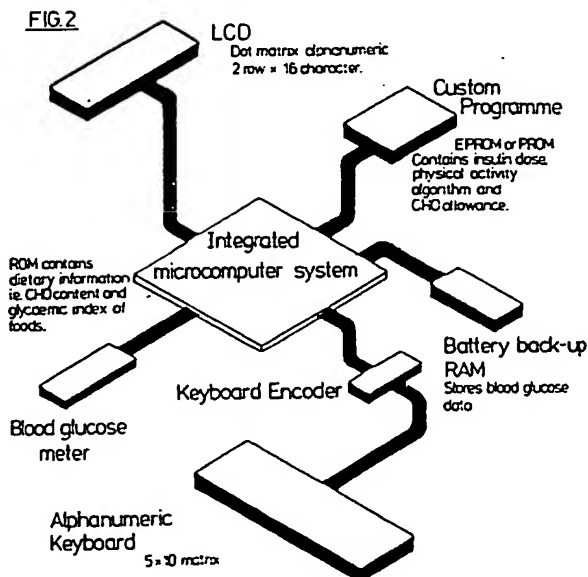 FIG.2
LCD
Dot matrix alphanumeric
2 row × 16 character.
Custom
Programme
EPROM or PROM
Contains insulin dose
physical activity
algorithm and
CHO allowance.
Integrated
microcomputer system
ROM contains
dietary information
ie. CHO content and
glycaemic index of
foods.
Battery back-up
RAM
Stores blood glucose
data
Keyboard Encoder
Blood glucose
meter
Alphanumeric
Keyboard
5×10 matrix